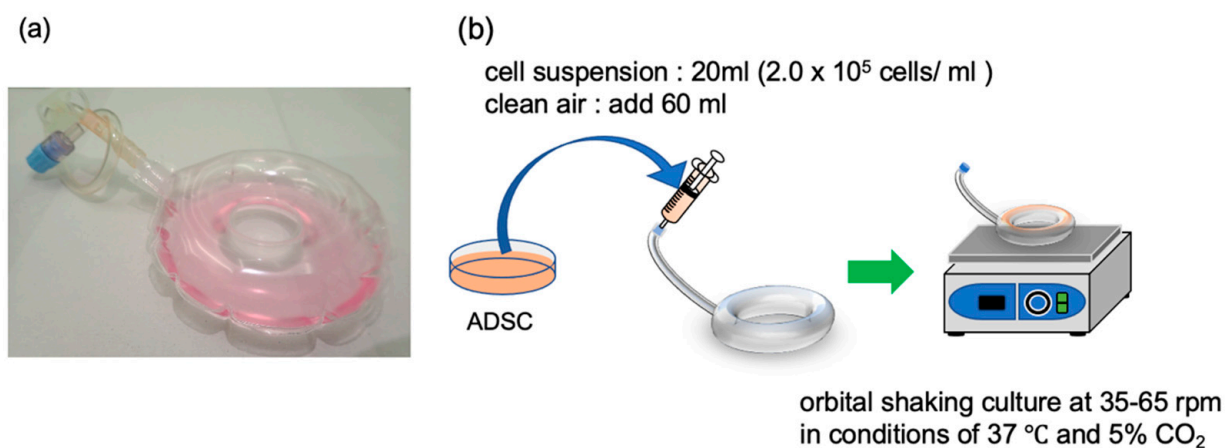 (a)
(b)
cell suspension : 20ml (2.0 x 10⁵ cells/ ml )
clean air : add 60 ml
ADSC
orbital shaking culture at 35-65 rpm
in conditions of 37 ℃ and 5% CO₂